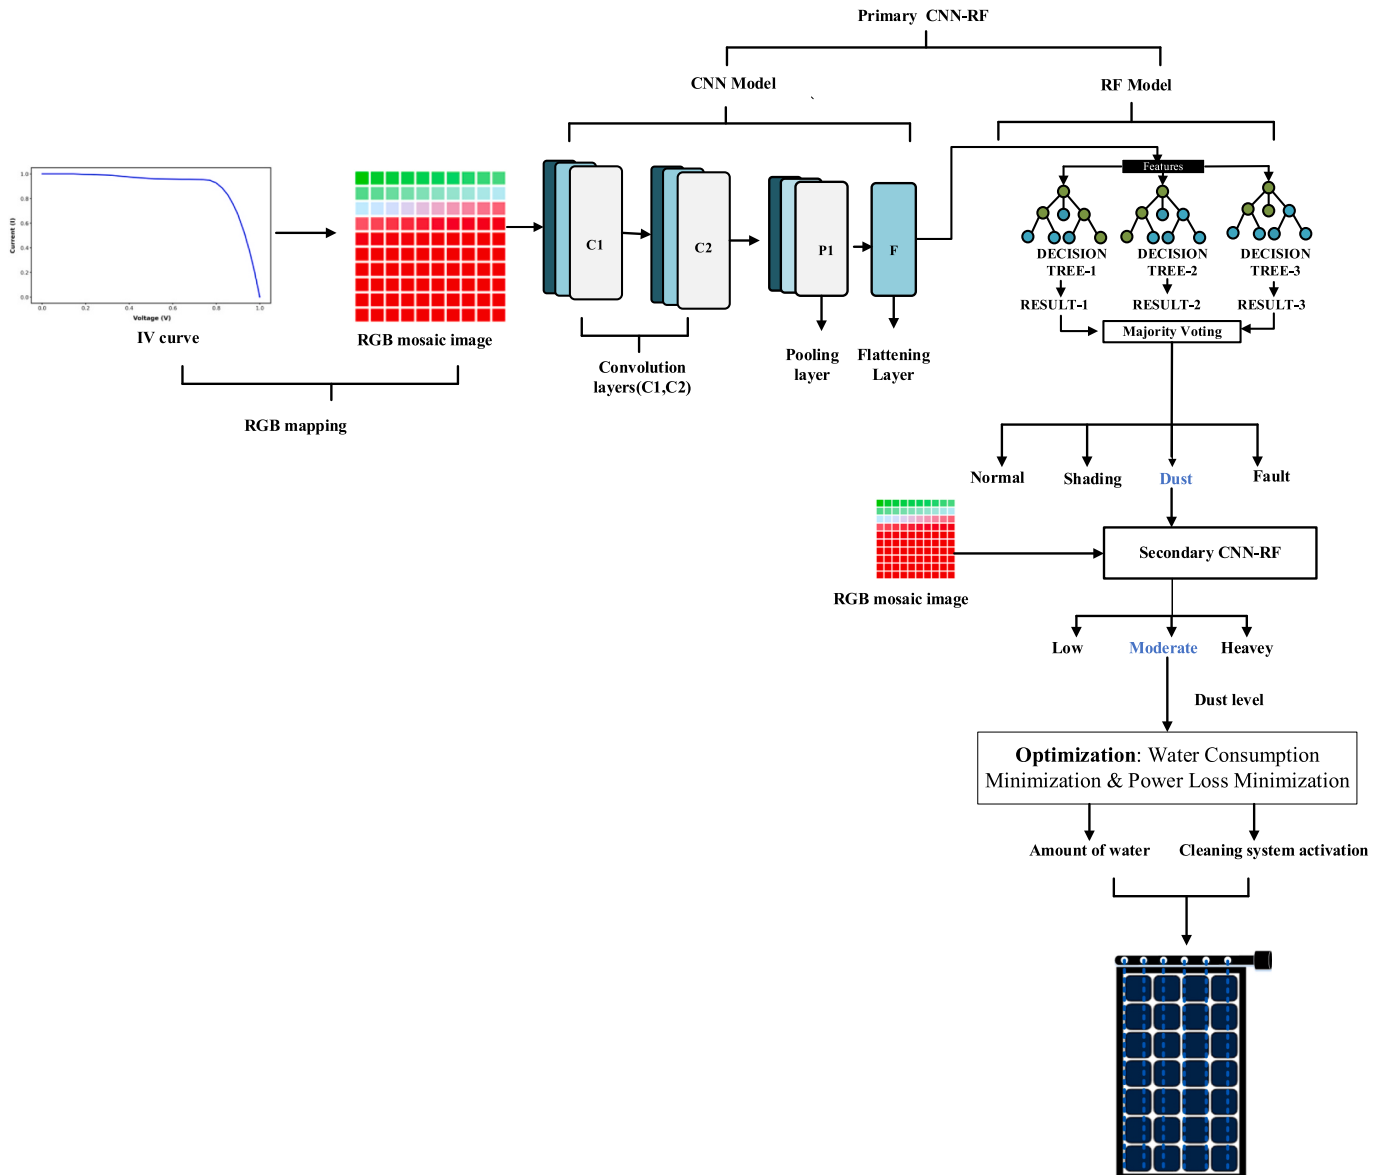 Primary CNN-RF
CNN Model
RF Model
`
Features
C1
C2
P1
F
DECISION
TREE-1
DECISION
TREE-2
DECISION
TREE-3
RESULT-1
RESULT-2
RESULT-3
Majority Voting
Current (I)
1.0
0.8
0.6
0.4
0.2
0.0
0.0
0.2
0.4
0.6
0.8
1.0
Voltage (V)
IV curve
RGB mosaic image
RGB mapping
Convolution
layers(C1,C2)
Pooling
layer
Flattening
Layer
Normal
Shading
Dust
Fault
RGB mosaic image
Secondary CNN-RF
Low
Moderate
Heavey
Dust level
Optimization: Water Consumption
Minimization & Power Loss Minimization
Amount of water
Cleaning system activation